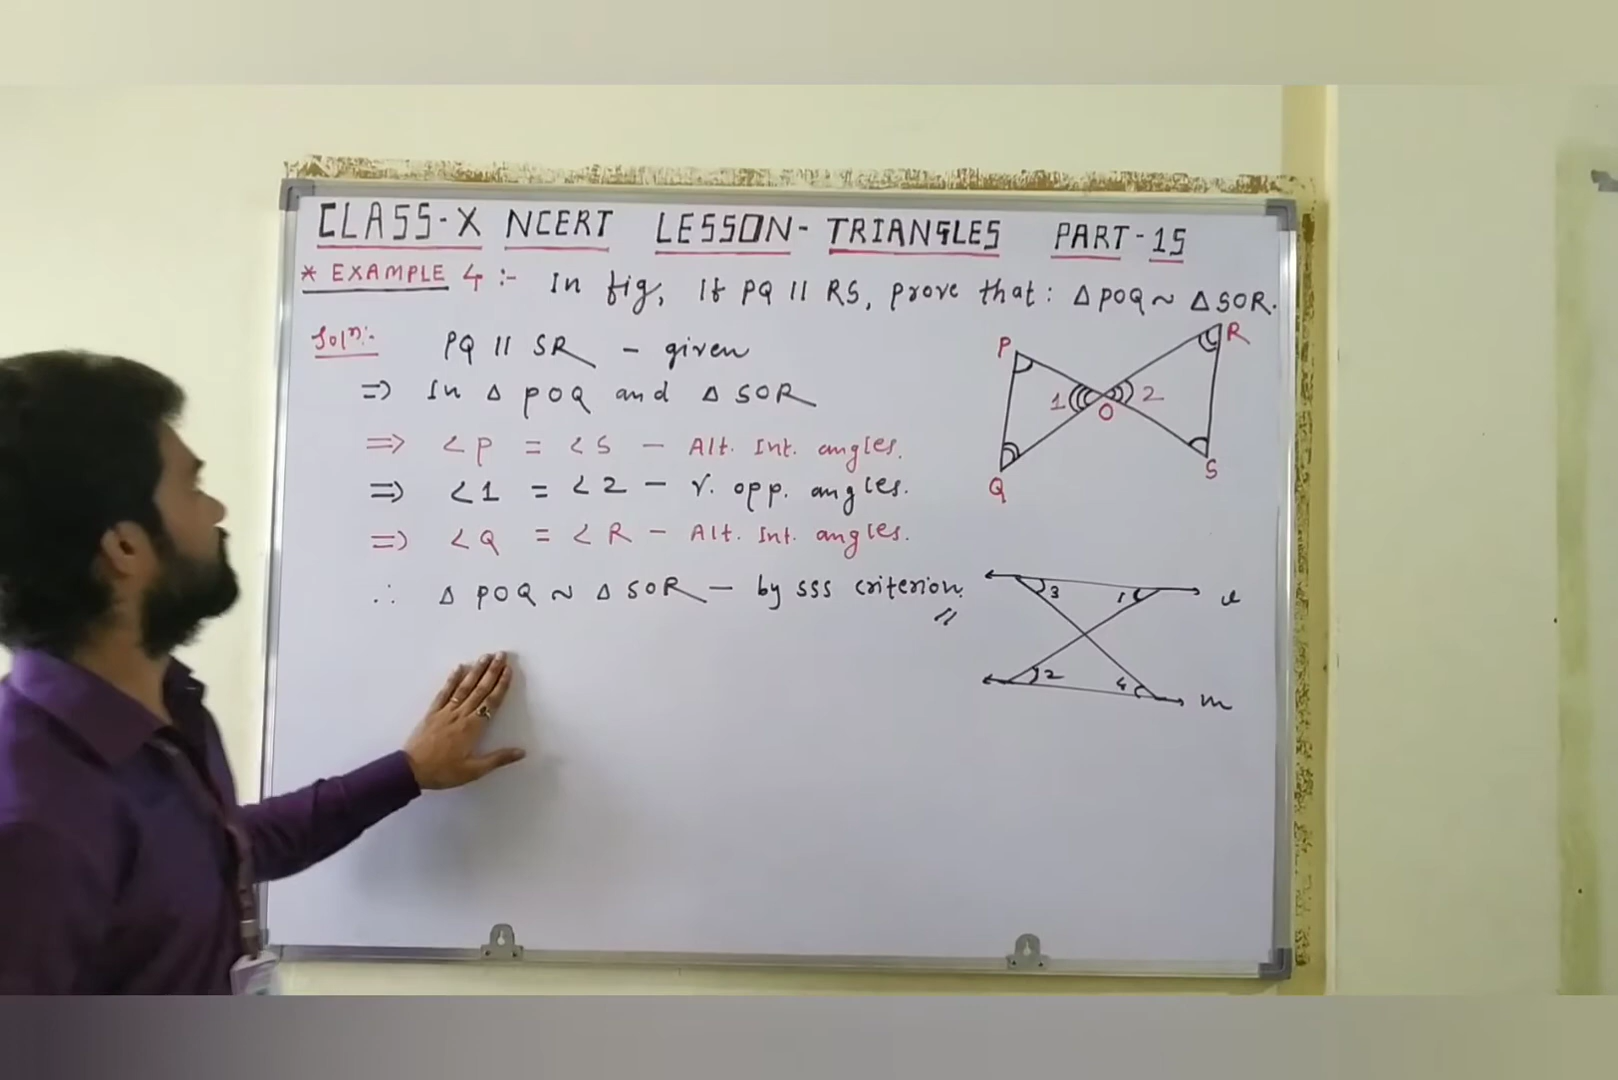 CLASS-X NCERT LESSON- TRIANGLES PART-15
* EXAMPLE 4 :- In fig, If PQ || RS, prove that: Δ POQ ~ Δ SOR.
Solⁿ:-
PQ || SR - given
=> In Δ POQ and Δ SOR
=> ∠P = ∠S - Alt. Int. angles.
=> ∠1 = ∠2 - V. opp. angles.
=> ∠Q = ∠R - Alt. Int. angles.
∴ Δ POQ ~ Δ SOR - by SSS criterion.
P
R
1
O
2
Q
S
3
1
l
2
4
m